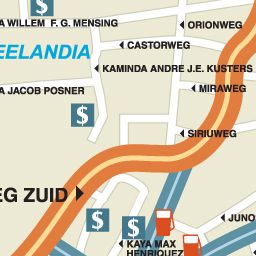 A WILLEM F. G. MENSING
ORIONWEG
EELANDIA
CASTORWEG
KAMINDA ANDRE J.E. KUSTERS
A JACOB POSNER
MIRAWEG
$
$
SIRIUWEG
EG ZUID
$
$
JUNO
KAYA MAX
HENRIQUEZ
$